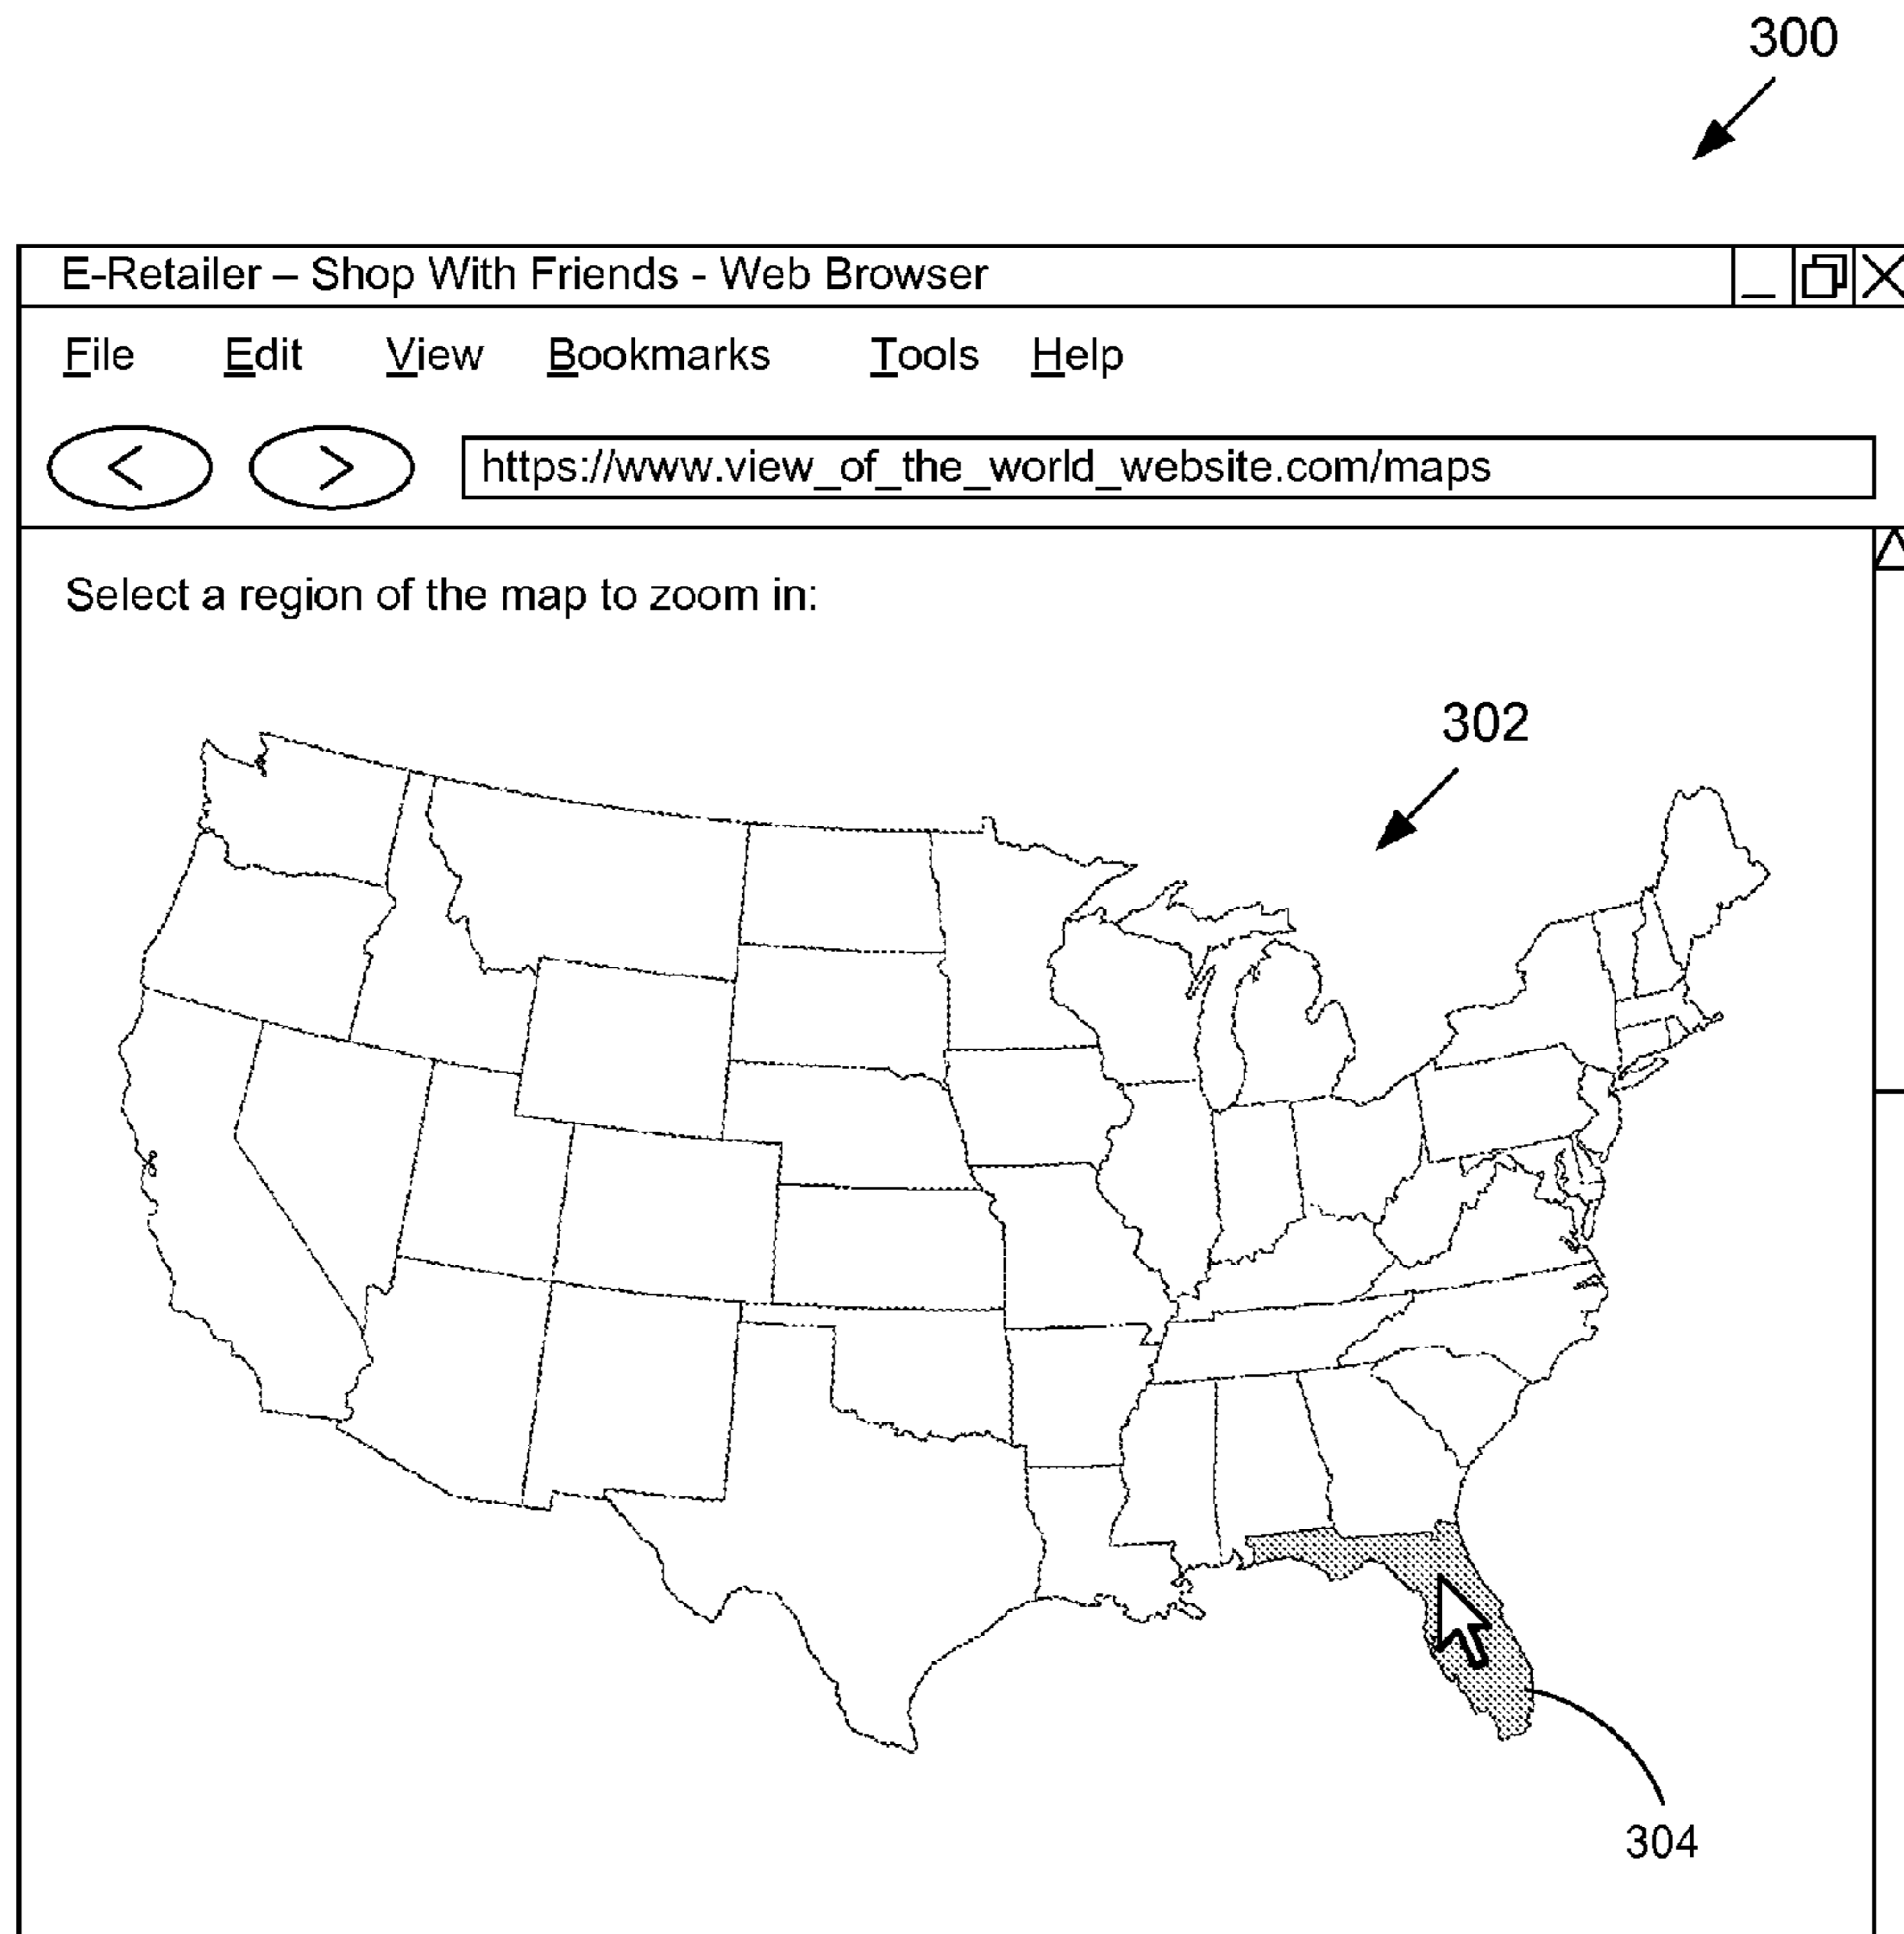 300
E-Retailer – Shop With Friends - Web Browser
File Edit View Bookmarks Tools Help
< >
https://www.view_of_the_world_website.com/maps
Select a region of the map to zoom in:
302
304